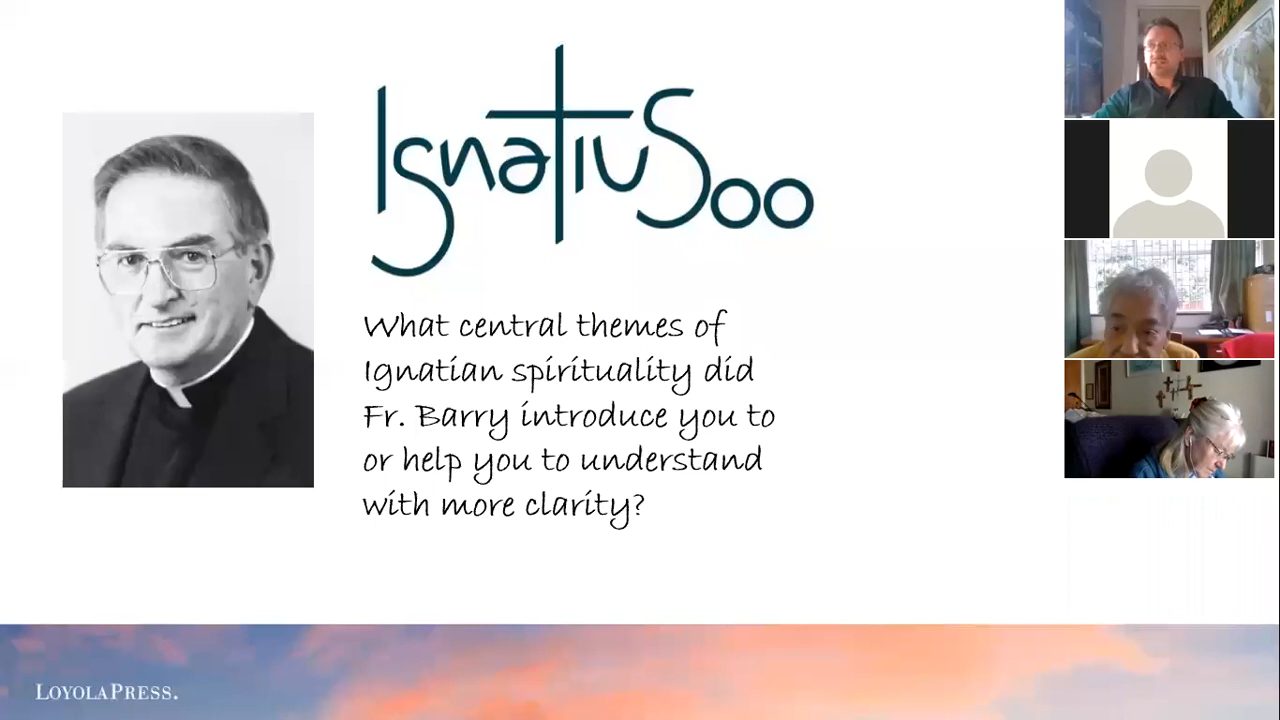 Ignatius500
What central themes of
Ignatian spirituality did
Fr. Barry introduce you to
or help you to understand
with more clarity?
LOYOLAPRESS.